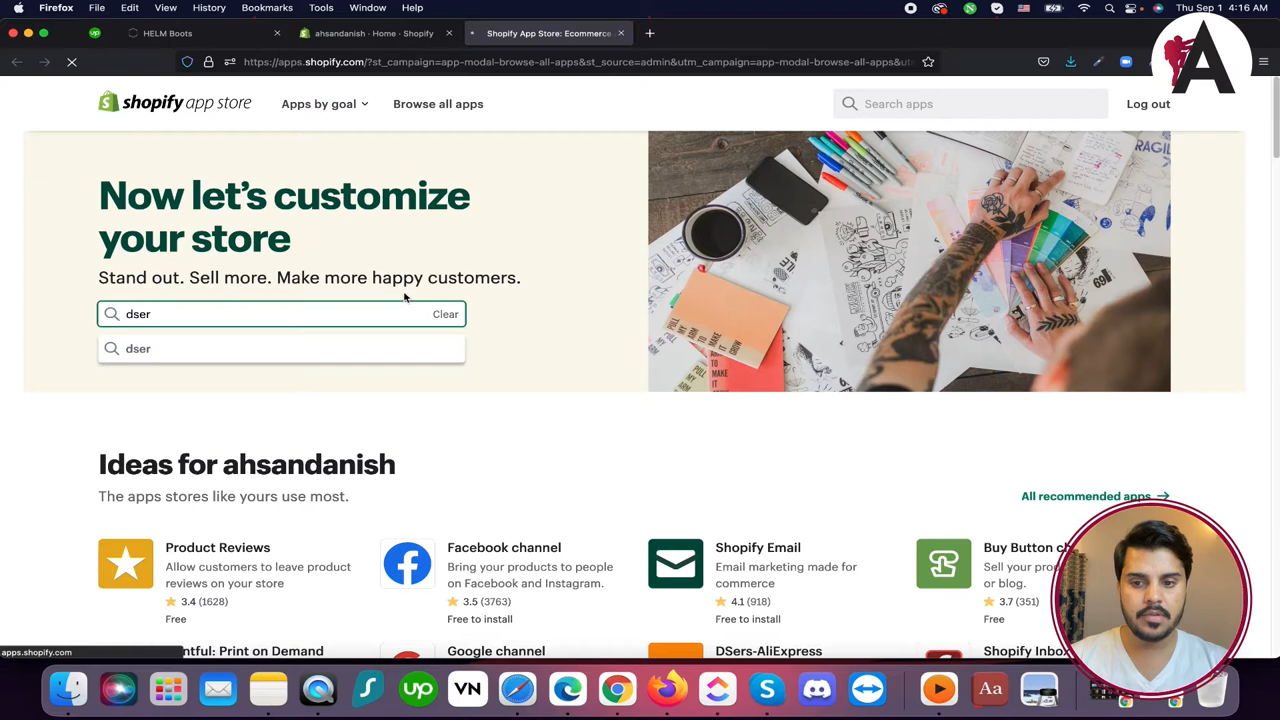 Firefox File Edit View History Bookmarks Tools Window Help Thu Sep 1 4:16 AM
HELM Boots ahsandanish · Home · Shopify Shopify App Store: Ecommerce
https://apps.shopify.com/?st_campaign=app-modal-browse-all-apps&st_source=admin&utm_campaign=app-modal-browse-all-apps&ut
A
shopify app store Apps by goal Browse all apps Search apps Log out
Now let's customize
your store
Stand out. Sell more. Make more happy customers.
dser Clear
dser
Ideas for ahsandanish
The apps stores like yours use most.
All recommended apps
Product Reviews
Allow customers to leave product
reviews on your store
3.4 (1628)
Free
Facebook channel
Bring your products to people
on Facebook and Instagram.
3.5 (3763)
Free to install
Shopify Email
Email marketing made for
commerce
4.1 (918)
Free to install
Buy Button
Sell your
or blog.
3.7 (351)
Free
apps.shopify.com
Print on Demand
Google channel
DSers-AliExpress
Shopify Inbo
up VN Aa